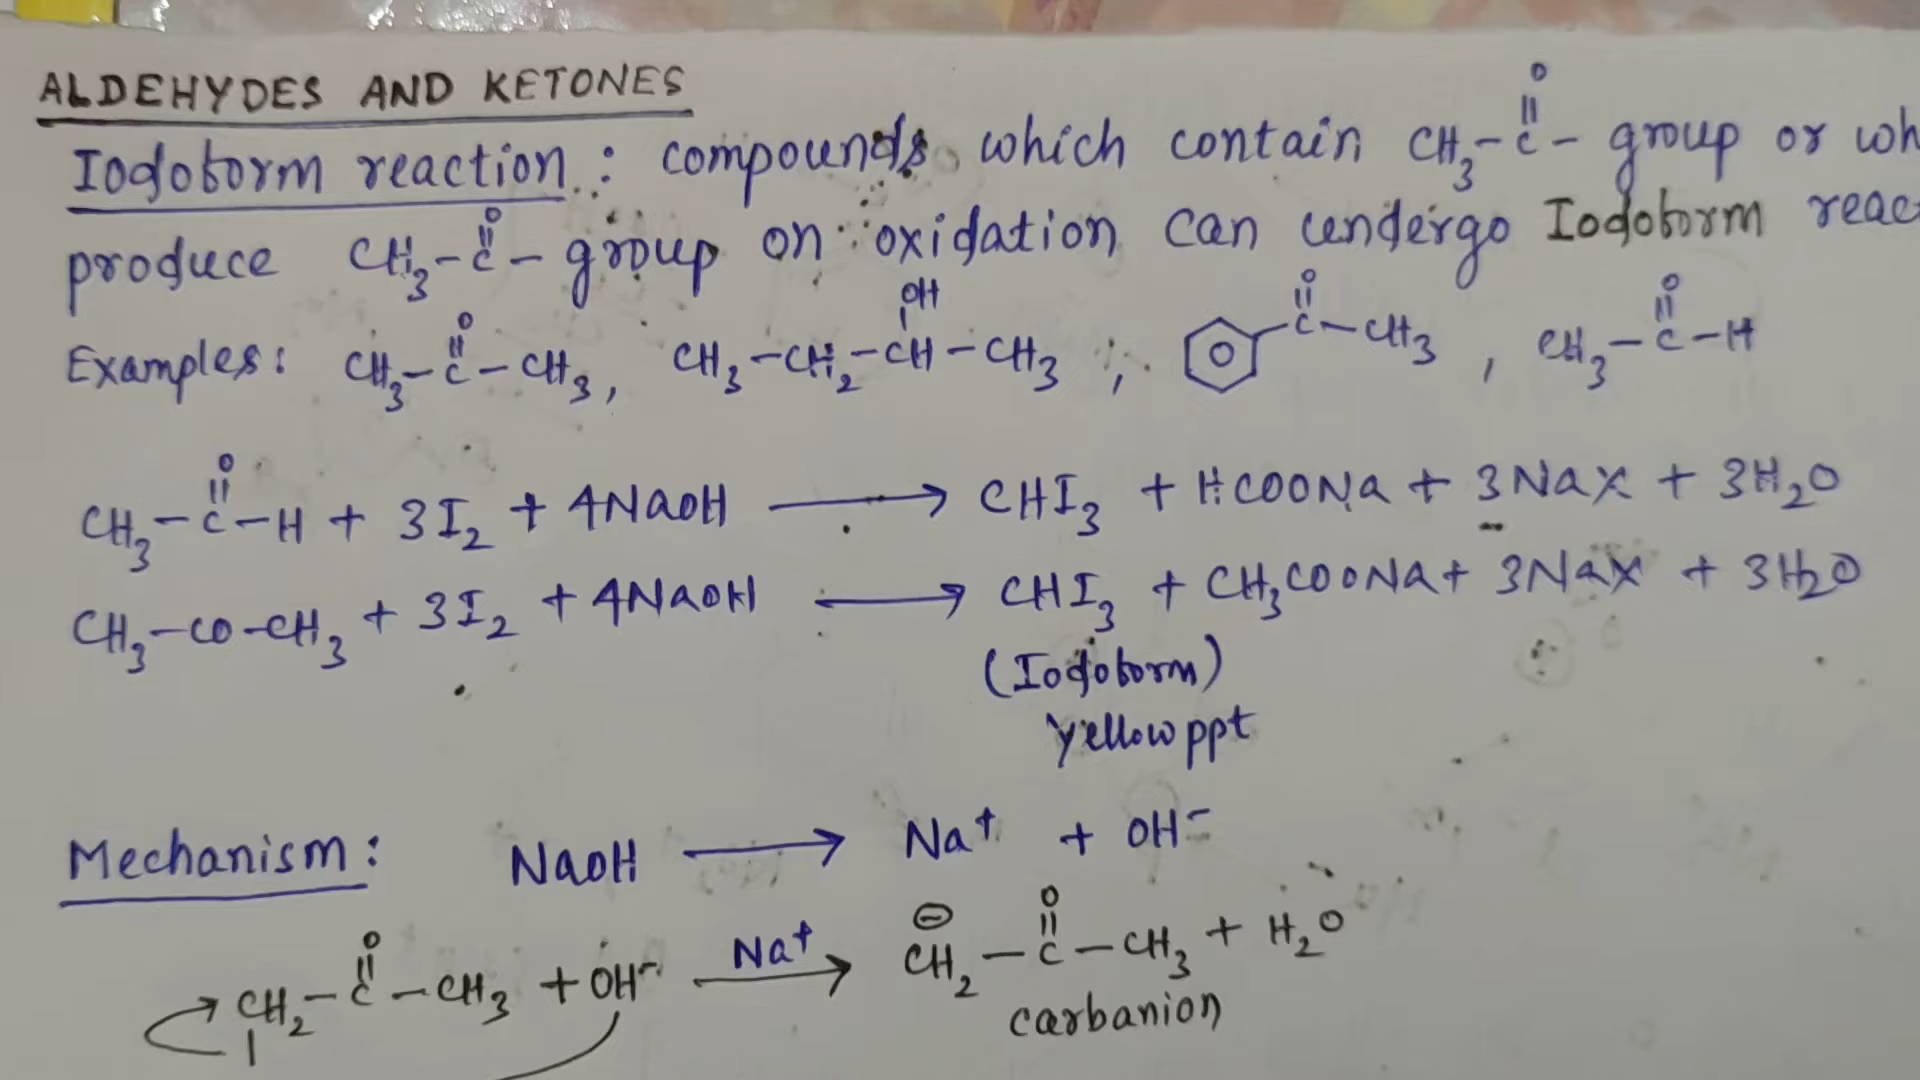 ALDEHYDES AND KETONES
Iodoform reaction : compounds which contain CH₃-C(=O)- group or wh
produce CH₃-C(=O)- group on oxidation can undergo Iodoform reac
Examples: CH₃-C(=O)-CH₃, CH₃-CH₂-CH(OH)-CH₃, C₆H₅-C(=O)-CH₃, CH₃-C(=O)-H
CH₃-C(=O)-H + 3I₂ + 4NaOH ⟶ CHI₃ + HCOONa + 3NaX + 3H₂O
CH₃-CO-CH₃ + 3I₂ + 4NaOH ⟶ CHI₃ + CH₃COONa + 3NaX + 3H₂O
(Iodoform)
Yellow ppt
Mechanism: NaOH ⟶ Na⁺ + OH⁻
CH₂-C(=O)-CH₃ + OH⁻ ⟶ Na⁺ ⊖CH₂-C(=O)-CH₃ + H₂O
carbanion